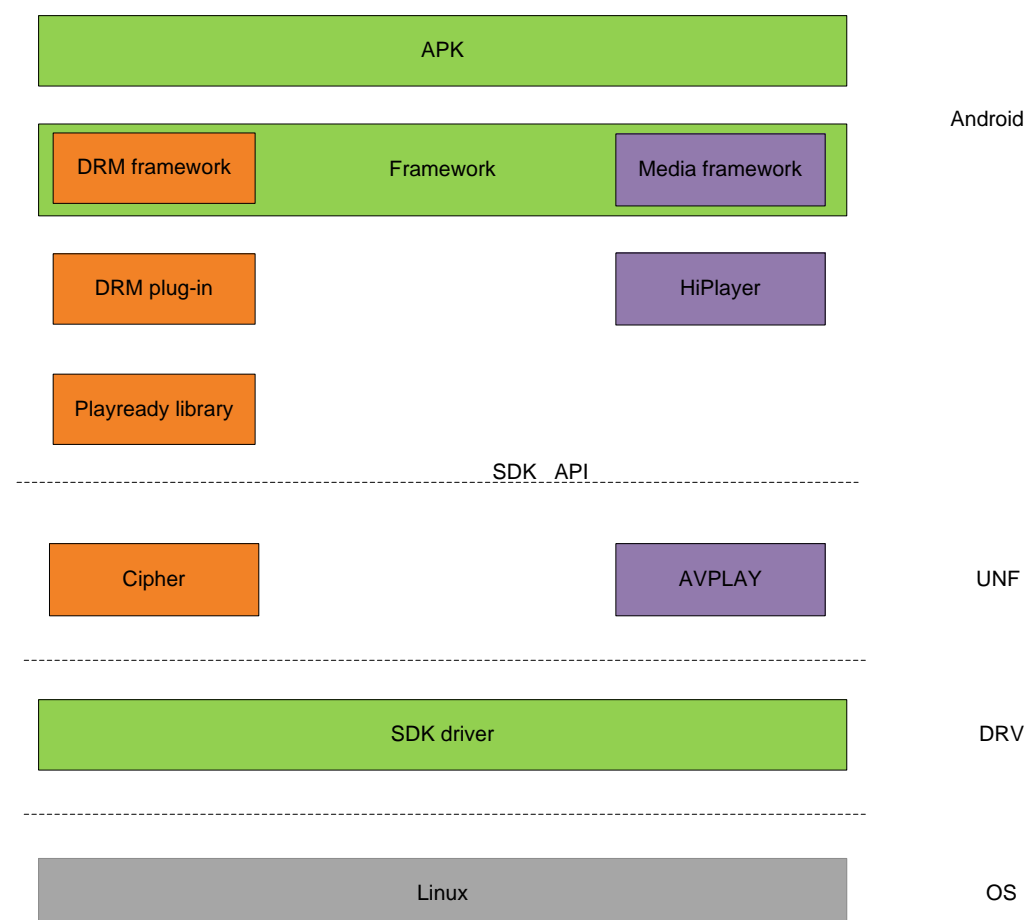 APK
Android
DRM framework
Framework
Media framework
DRM plug-in
HiPlayer
Playready library
SDK API
Cipher
AVPLAY
UNF
SDK driver
DRV
Linux
OS